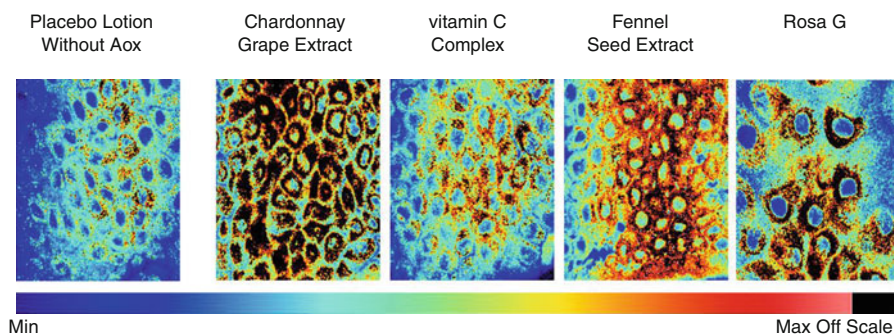 Placebo Lotion
Without Aox
Chardonnay
Grape Extract
vitamin C
Complex
Fennel
Seed Extract
Rosa G
Min
Max Off Scale